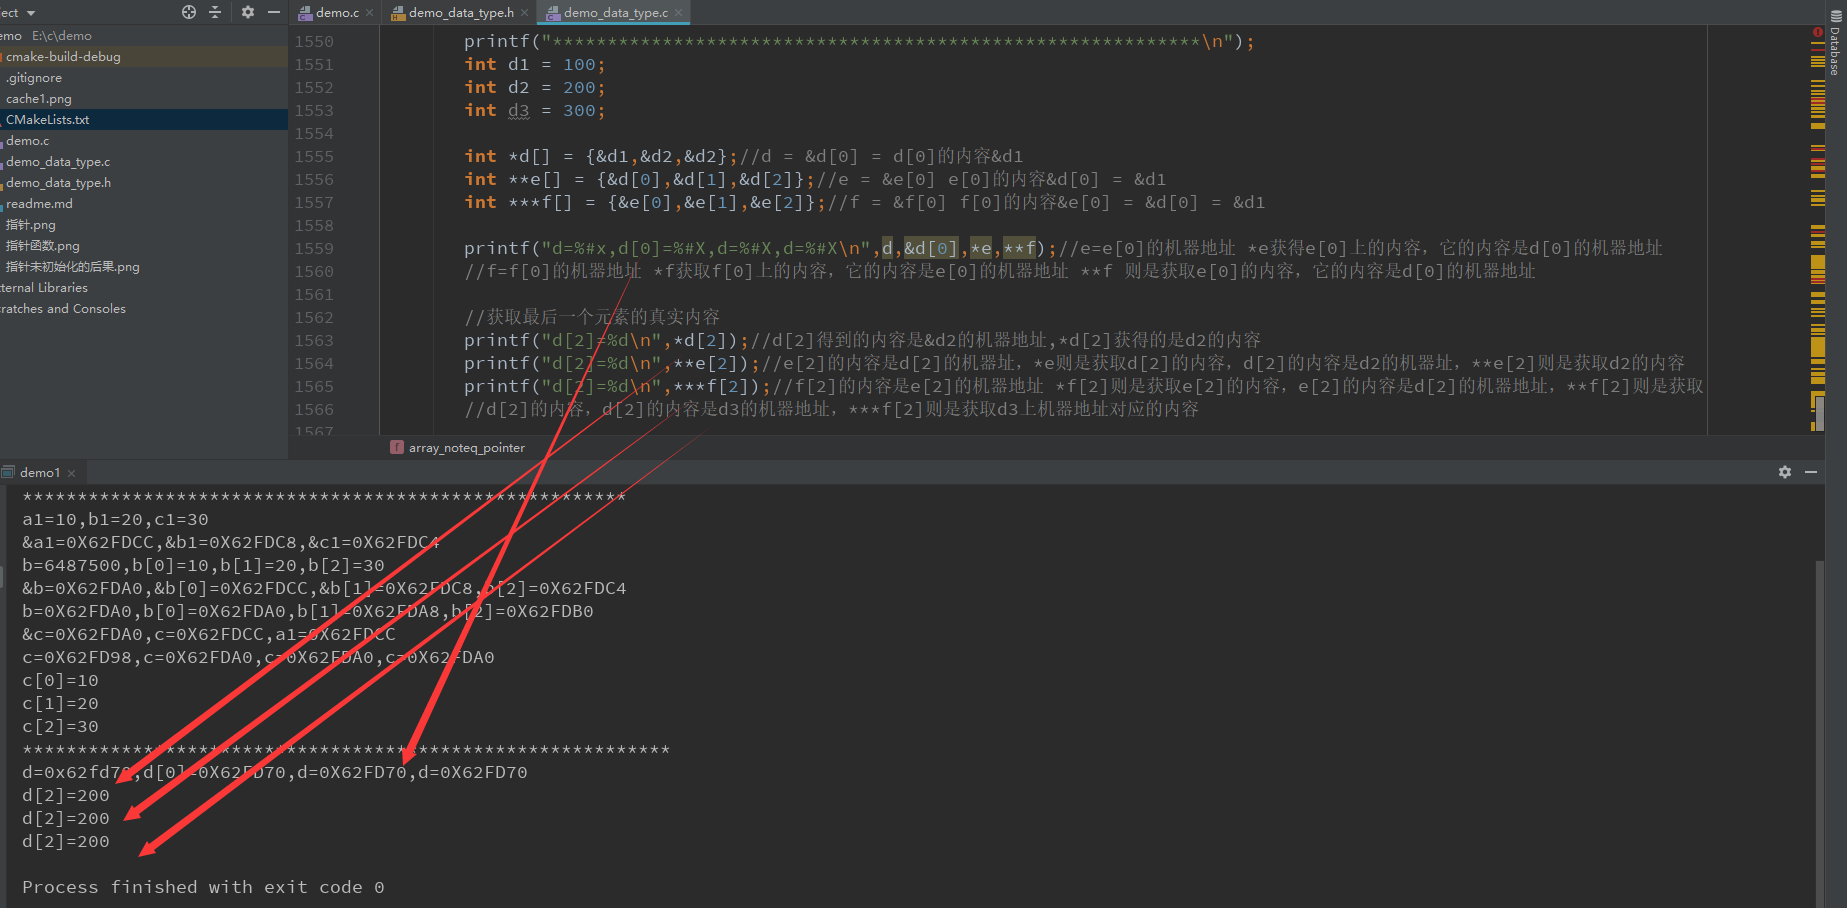 ect
demo.c
demo_data_type.h
demo_data_type.c
emo E:\c\demo
cmake-build-debug
.gitignore
cache1.png
CMakeLists.txt
demo.c
demo_data_type.c
demo_data_type.h
readme.md
指针.png
指针函数.png
指针未初始化的后果.png
ternal Libraries
ratches and Consoles
Database
1550 printf("***********************************************************\n");
1551 int d1 = 100;
1552 int d2 = 200;
1553 int d3 = 300;
1554
1555 int *d[] = {&d1,&d2,&d2};//d = &d[0] = d[0]的内容&d1
1556 int **e[] = {&d[0],&d[1],&d[2]};//e = &e[0] e[0]的内容&d[0] = &d1
1557 int ***f[] = {&e[0],&e[1],&e[2]};//f = &f[0] f[0]的内容&e[0] = &d[0] = &d1
1558
1559 printf("d=%#x,d[0]=%#X,d=%#X,d=%#X\n",d,&d[0],*e,**f);//e=e[0]的机器地址 *e获得e[0]上的内容，它的内容是d[0]的机器地址
1560 //f=f[0]的机器地址 *f获取f[0]上的内容，它的内容是e[0]的机器地址 **f 则是获取e[0]的内容，它的内容是d[0]的机器地址
1561
1562 //获取最后一个元素的真实内容
1563 printf("d[2]=%d\n",*d[2]);//d[2]得到的内容是&d2的机器地址,*d[2]获得的是d2的内容
1564 printf("d[2]=%d\n",**e[2]);//e[2]的内容是d[2]的机器址，*e则是获取d[2]的内容，d[2]的内容是d2的机器址，**e[2]则是获取d2的内容
1565 printf("d[2]=%d\n",***f[2]);//f[2]的内容是e[2]的机器地址 *f[2]则是获取e[2]的内容，e[2]的内容是d[2]的机器地址，**f[2]则是获取
1566 //d[2]的内容，d[2]的内容是d3的机器地址，***f[2]则是获取d3上机器地址对应的内容
1567
f array_noteq_pointer
demo1
*******************************************************
a1=10,b1=20,c1=30
&a1=0X62FDCC,&b1=0X62FDC8,&c1=0X62FDC4
b=6487500,b[0]=10,b[1]=20,b[2]=30
&b=0X62FDA0,&b[0]=0X62FDCC,&b[1]=0X62FDC8,b[2]=0X62FDC4
b=0X62FDA0,b[0]=0X62FDA0,b[1]=0X62FDA8,b[2]=0X62FDB0
&c=0X62FDA0,c=0X62FDCC,a1=0X62FDCC
c=0X62FD98,c=0X62FDA0,c=0X62FDA0,c=0X62FDA0
c[0]=10
c[1]=20
c[2]=30
***********************************************************
d=0x62fd70,d[0]=0X62FD70,d=0X62FD70,d=0X62FD70
d[2]=200
d[2]=200
d[2]=200
Process finished with exit code 0